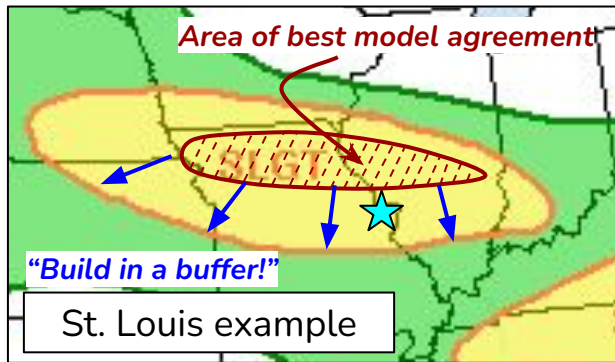 Area of best model agreement
SLGT
“Build in a buffer!”
St. Louis example